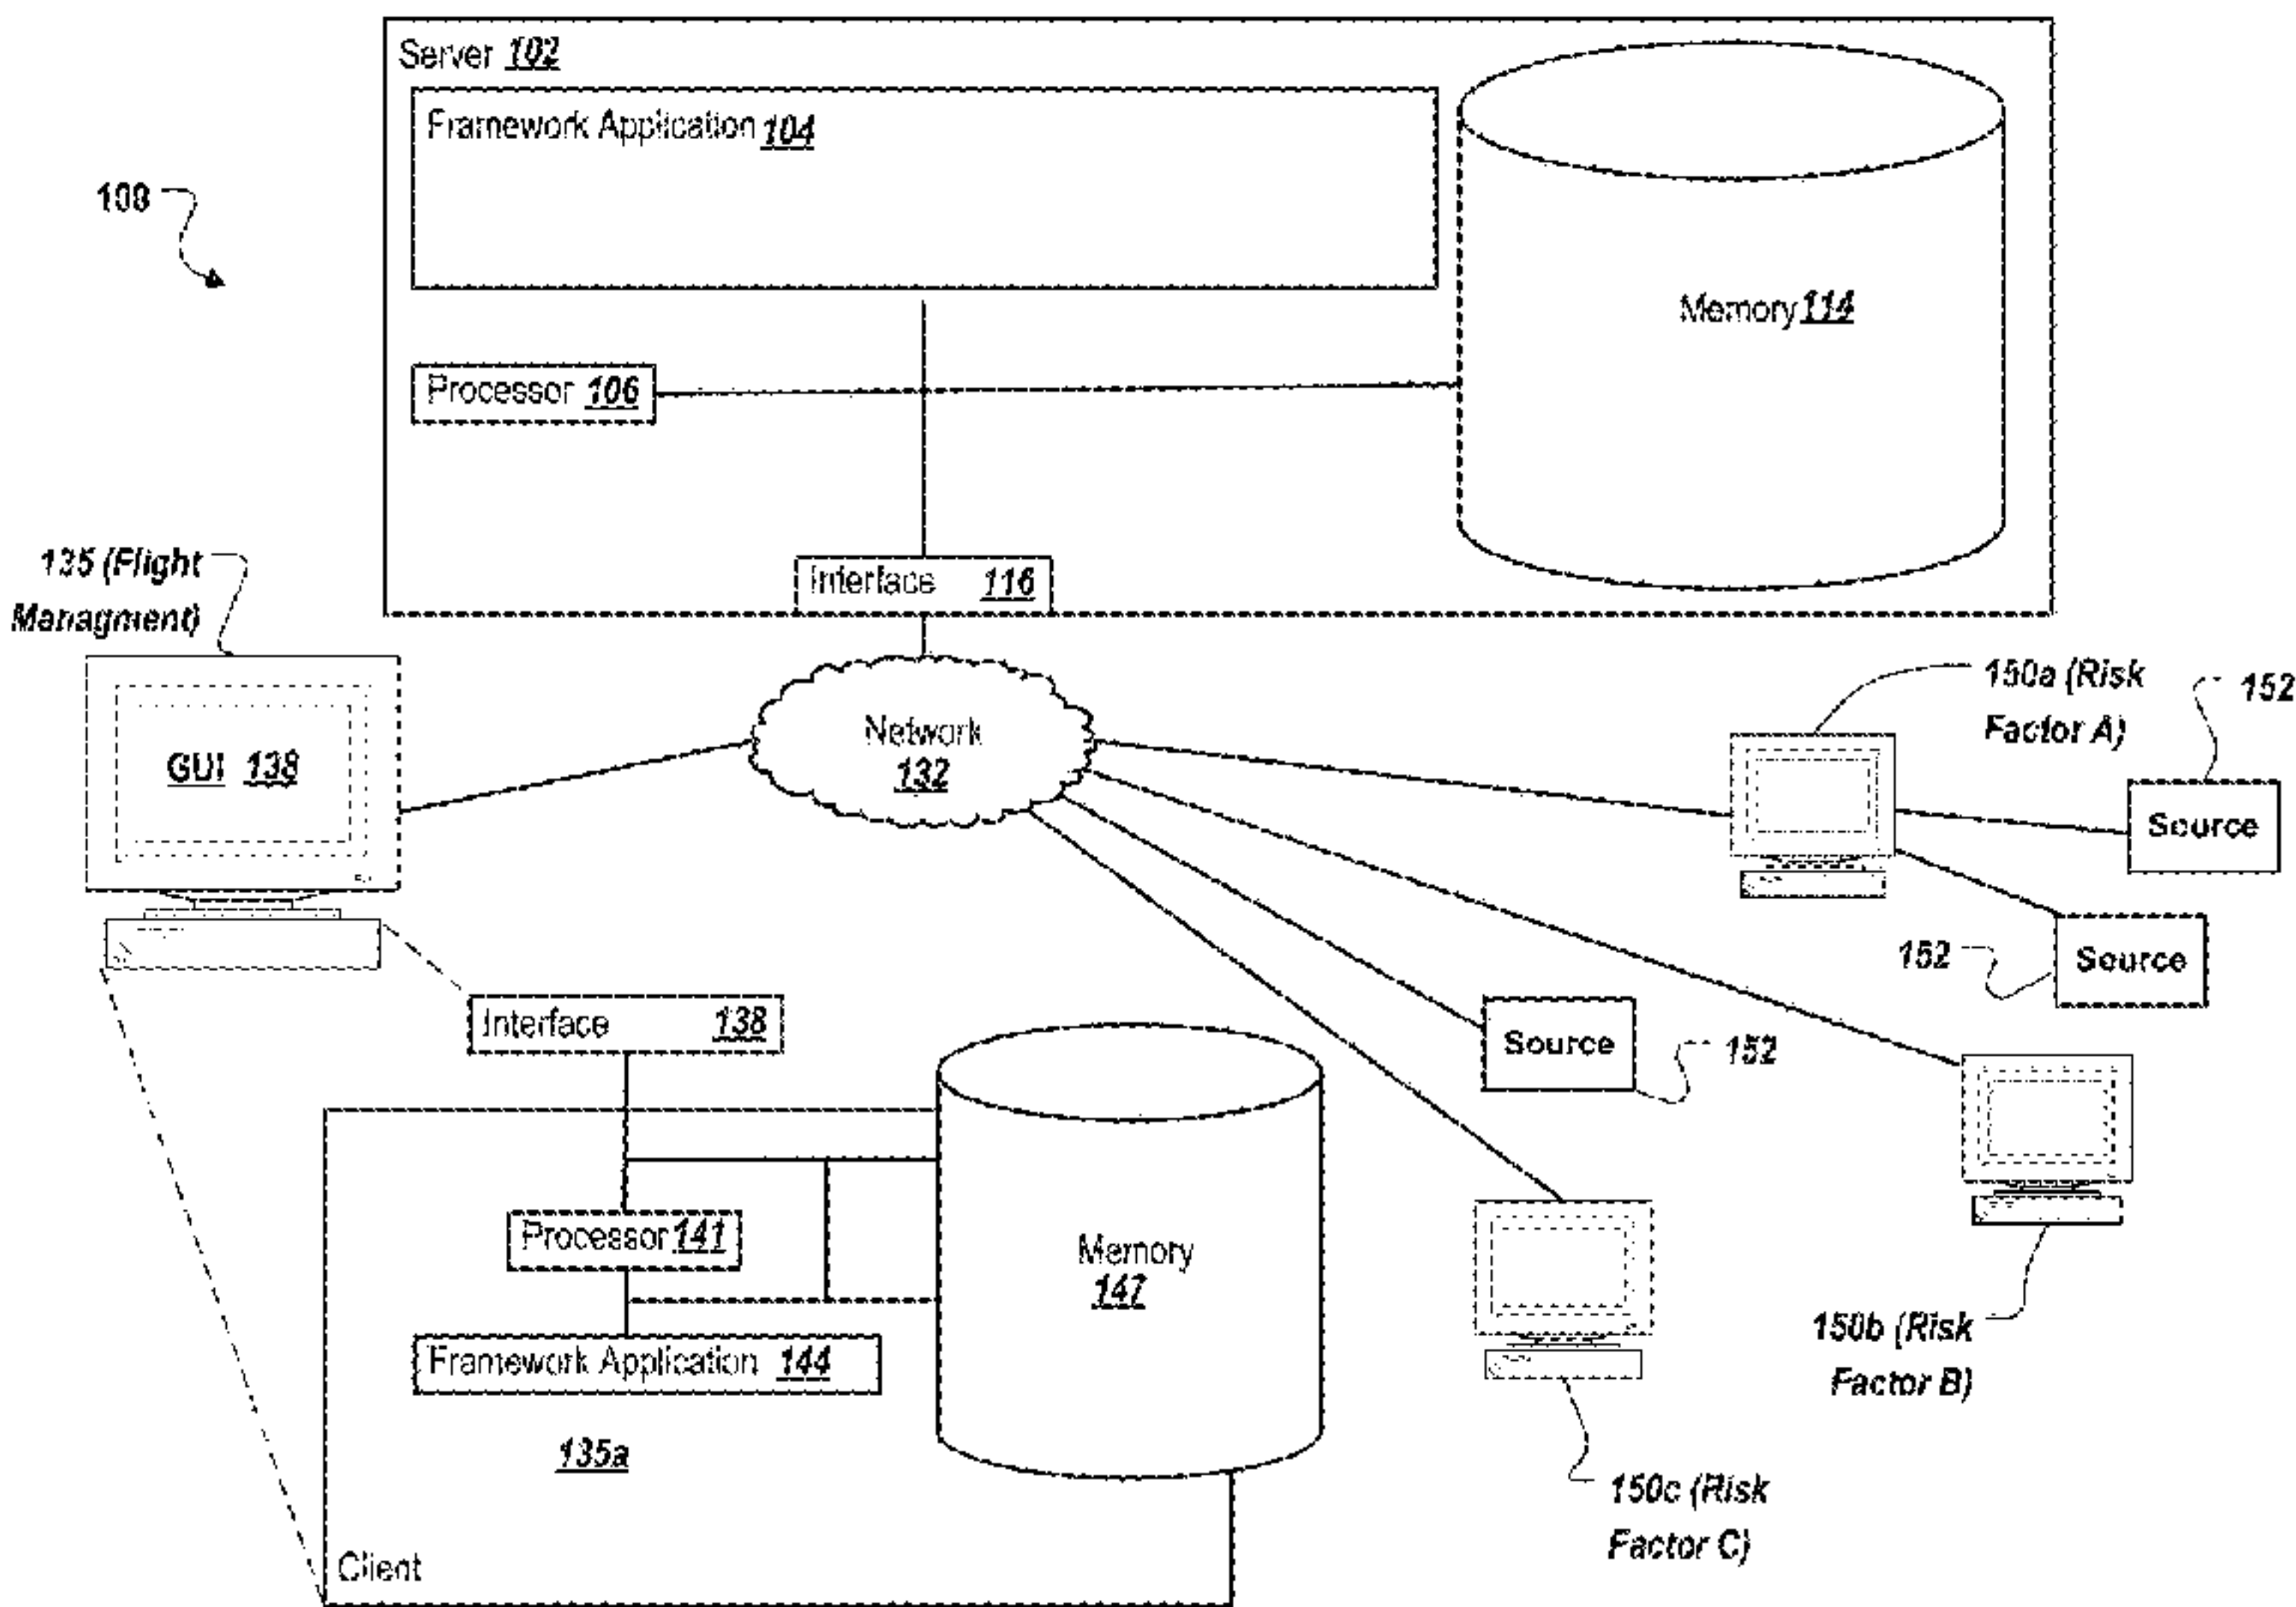 Server 102
Framework Application 104
100
Memory 114
Processor 106
135 (Flight
Managment)
Interface 116
150a (Risk
Factor A)
152
Network
132
GUI 138
Source
Source
152
Interface 138
Source
152
Processor 141
Memory
147
150b (Risk
Factor B)
Framework Application 144
135a
150c (Risk
Factor C)
Client